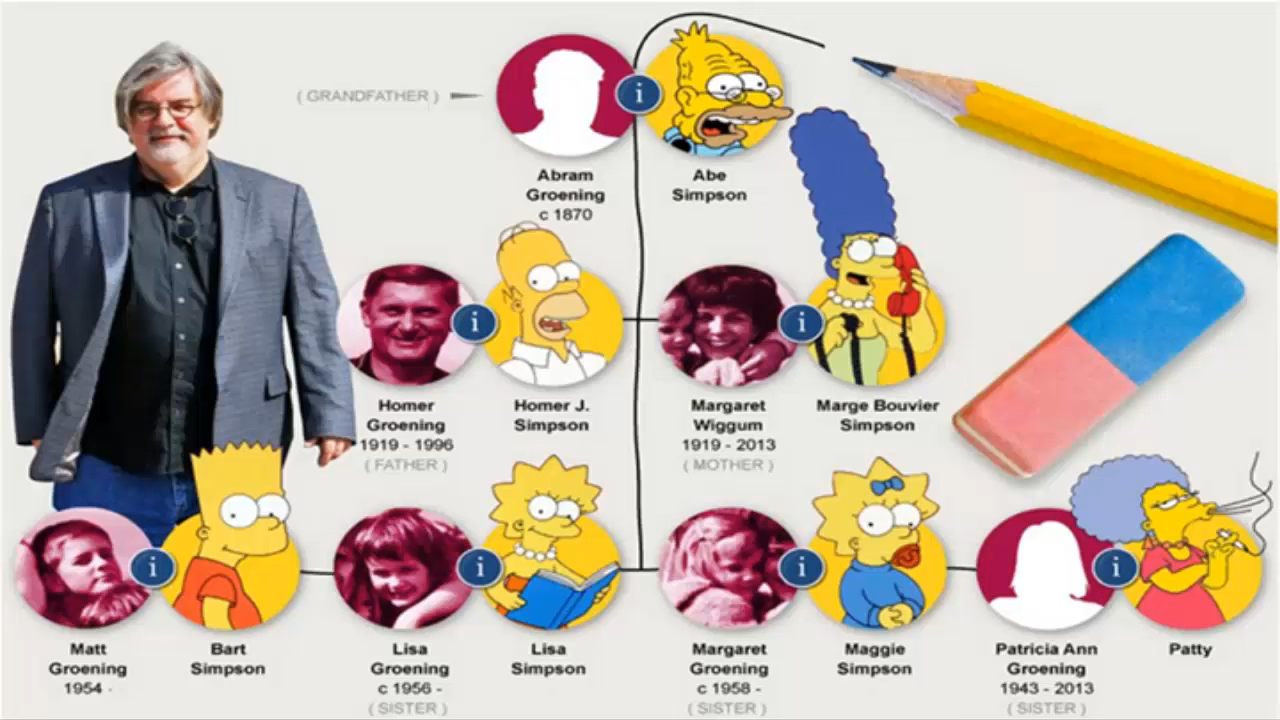 ( GRANDFATHER )
i
Abram
Groening
c 1870
Abe
Simpson
i
i
Homer
Groening
1919 - 1996
( FATHER )
Homer J.
Simpson
Margaret
Wiggum
1919 - 2013
( MOTHER )
Marge Bouvier
Simpson
i
i
i
i
Matt
Groening
1954 -
Bart
Simpson
Lisa
Groening
c 1956 -
( SISTER )
Lisa
Simpson
Margaret
Groening
c 1958 -
( SISTER )
Maggie
Simpson
Patricia Ann
Groening
1943 - 2013
( SISTER )
Patty